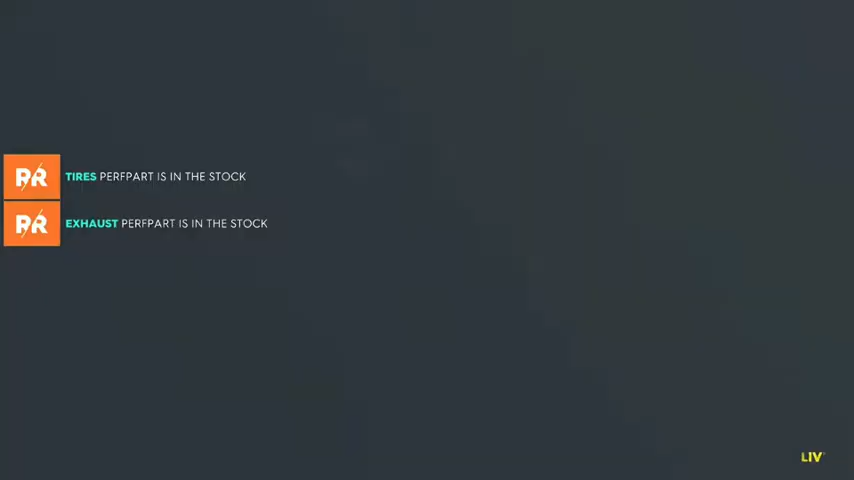 R/R TIRES PERFPART IS IN THE STOCK
R/R EXHAUST PERFPART IS IN THE STOCK
LIV